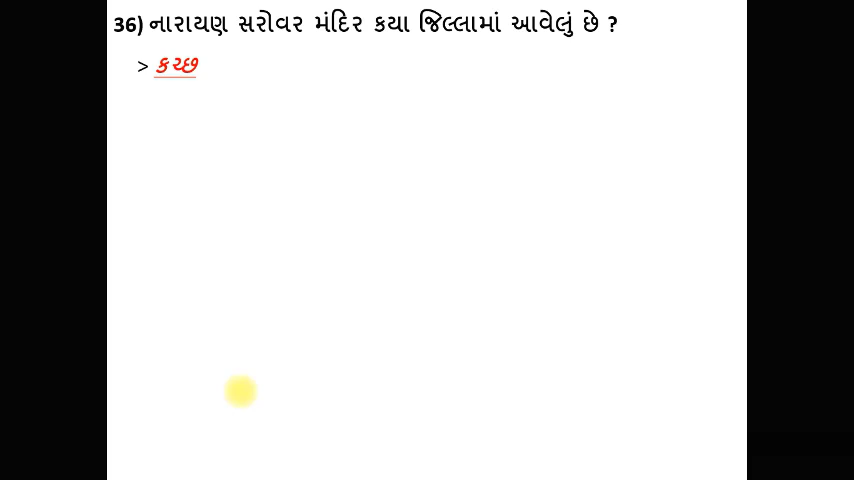 36) નારાયણ સરોવર મંદિર કયા જિલ્લામાં આવેલું છે ?
> કચ્છ